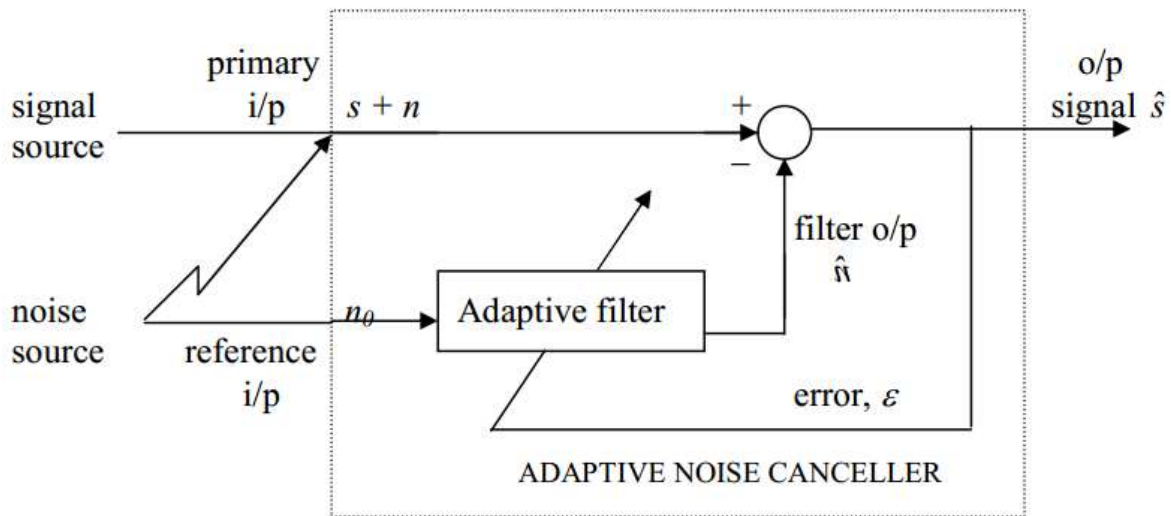 primary
i/p
signal
source
s + n
+
−
o/p
signal ŝ
filter o/p
n̂
noise
source
n₀
Adaptive filter
reference
i/p
error, ε
ADAPTIVE NOISE CANCELLER